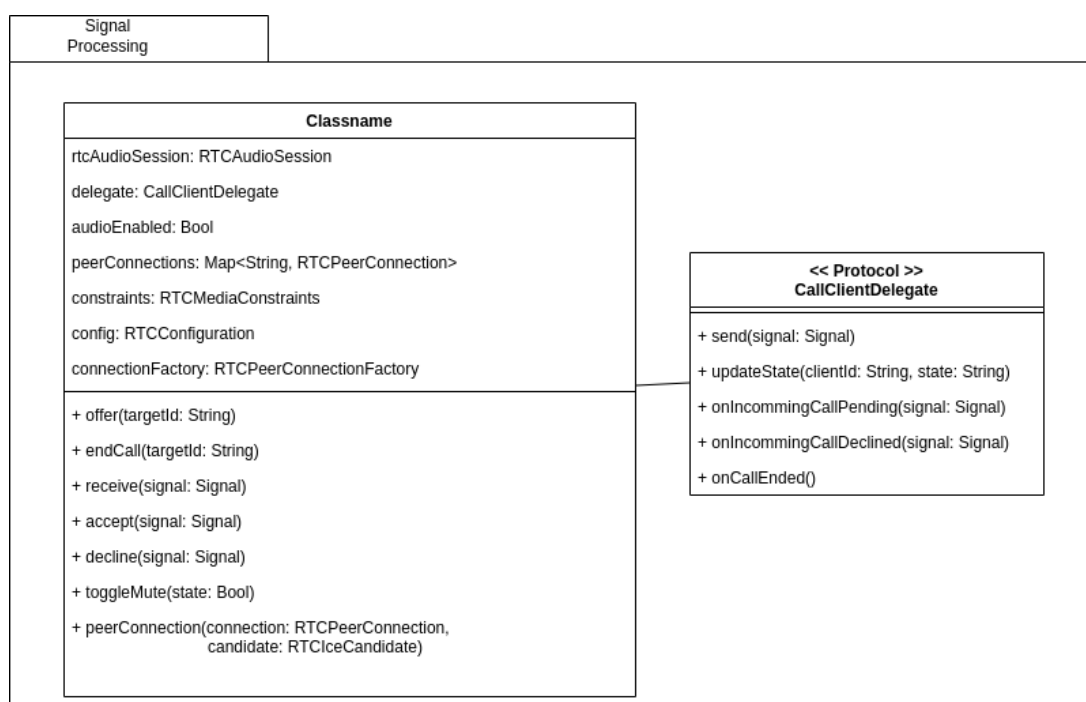 Signal
Processing
Classname
rtcAudioSession: RTCAudioSession
delegate: CallClientDelegate
audioEnabled: Bool
peerConnections: Map<String, RTCPeerConnection>
constraints: RTCMediaConstraints
config: RTCConfiguration
connectionFactory: RTCPeerConnectionFactory
+ offer(targetId: String)
+ endCall(targetId: String)
+ receive(signal: Signal)
+ accept(signal: Signal)
+ decline(signal: Signal)
+ toggleMute(state: Bool)
+ peerConnection(connection: RTCPeerConnection,
candidate: RTCIceCandidate)
<< Protocol >>
CallClientDelegate
+ send(signal: Signal)
+ updateState(clientId: String, state: String)
+ onIncommingCallPending(signal: Signal)
+ onIncommingCallDeclined(signal: Signal)
+ onCallEnded()